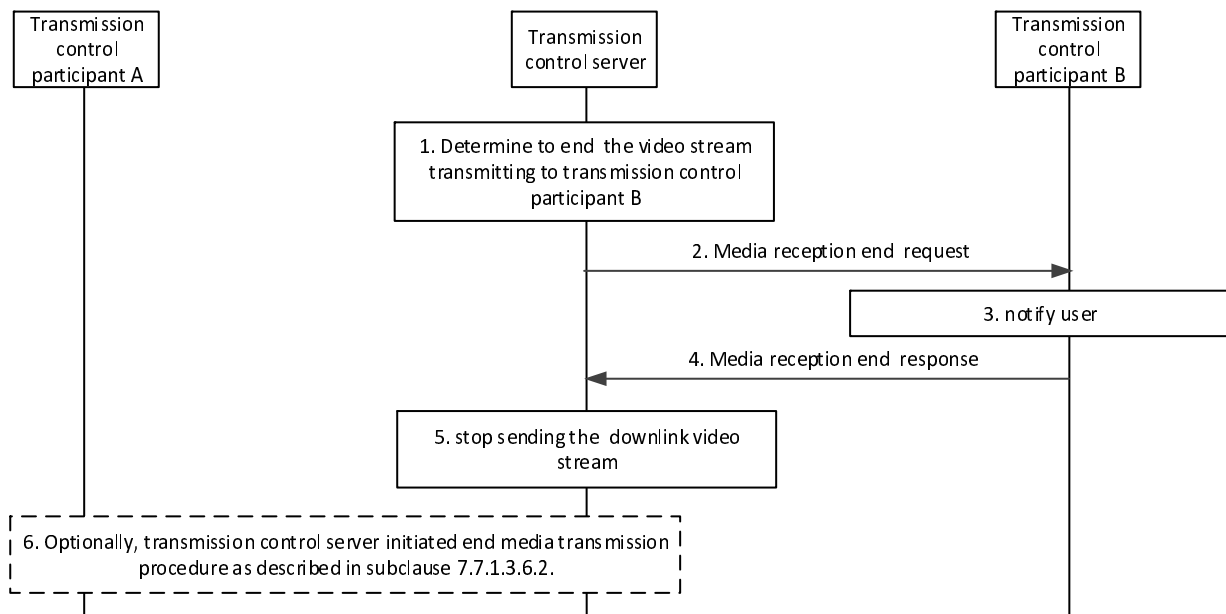 Transmission
control
participant A
Transmission
control server
Transmission
control
participant B
1. Determine to end the video stream
transmitting to transmission control
participant B
2. Media reception end request
3. notify user
4. Media reception end response
5. stop sending the downlink video
stream
6. Optionally, transmission control server initiated end media transmission
procedure as described in subclause 7.7.1.3.6.2.